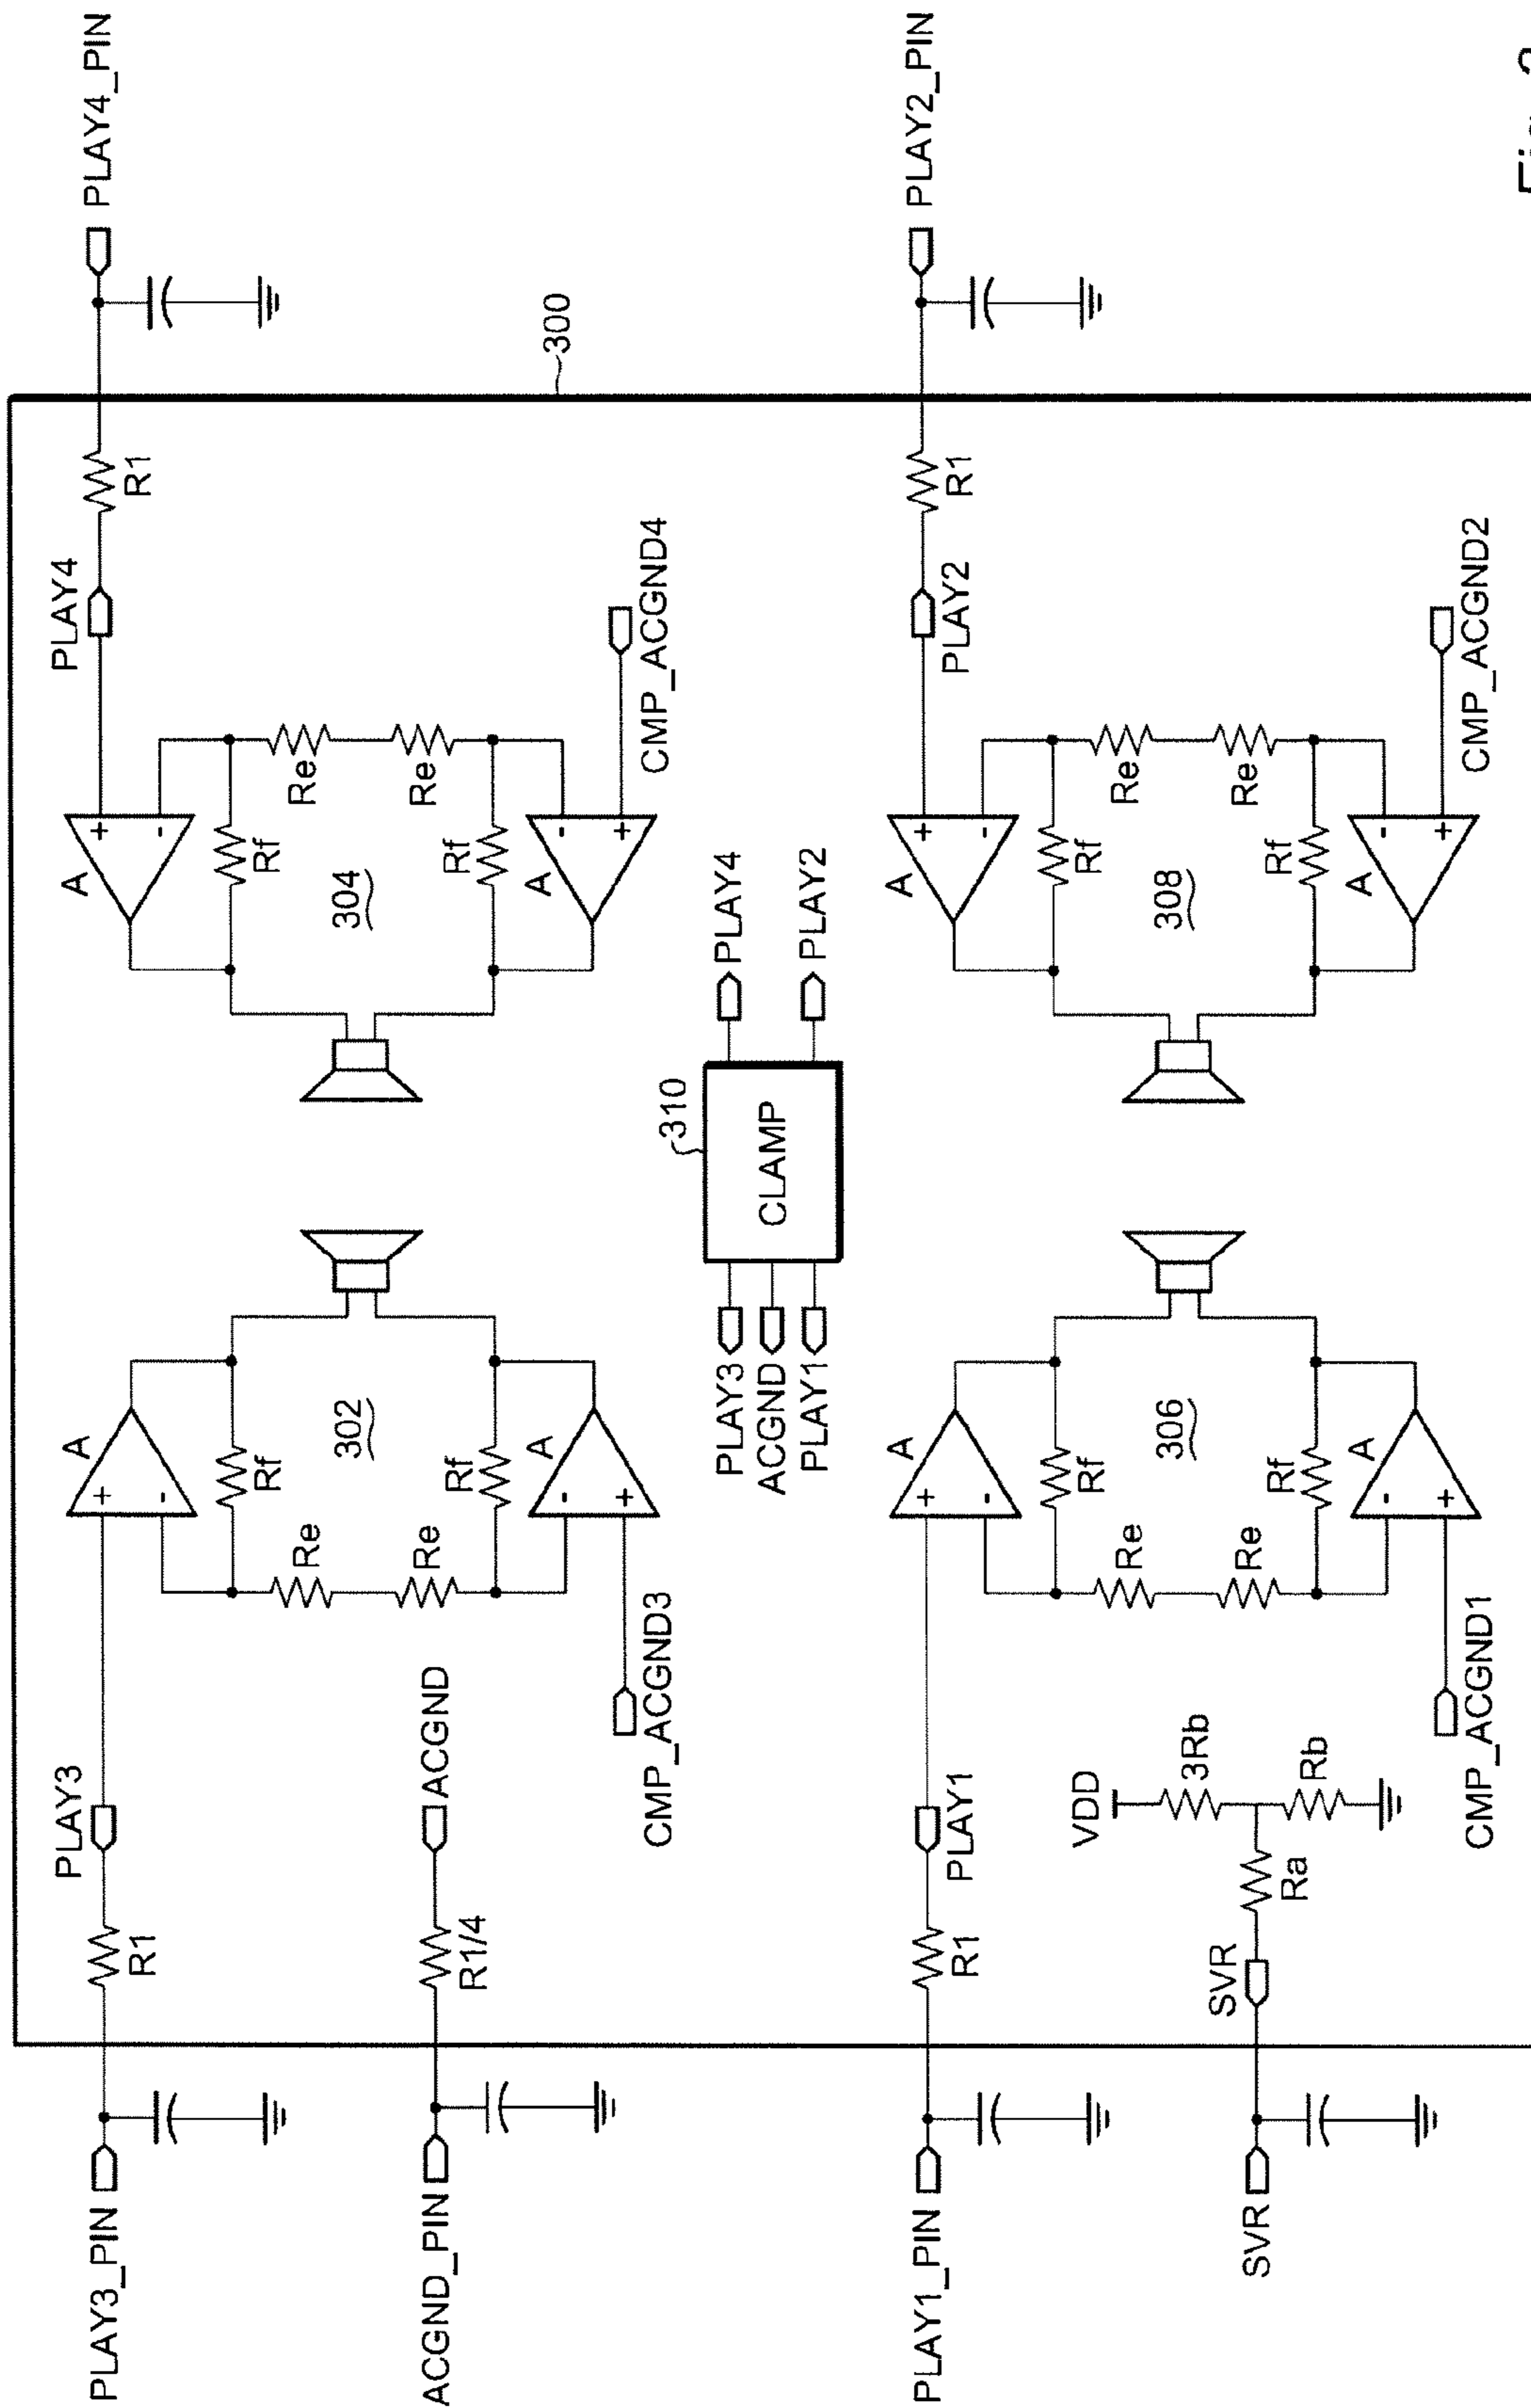 PLAY3_PIN
R1
PLAY3
A
+
-
Rf
Re
Re
302
Rf
A
-
+
CMP_ACGND3
ACGND_PIN
R1/4
ACGND
PLAY4
R1
PLAY4_PIN
A
+
-
Rf
Re
Re
304
Rf
A
-
+
CMP_ACGND4
300
310
CLAMP
PLAY3
ACGND
PLAY1
PLAY4
PLAY2
PLAY1_PIN
R1
PLAY1
A
+
-
Rf
Re
Re
306
Rf
A
-
+
CMP_ACGND1
SVR
SVR
Ra
VDD
3Rb
Rb
PLAY2
R1
PLAY2_PIN
A
+
-
Rf
Re
Re
308
Rf
A
-
+
CMP_ACGND2